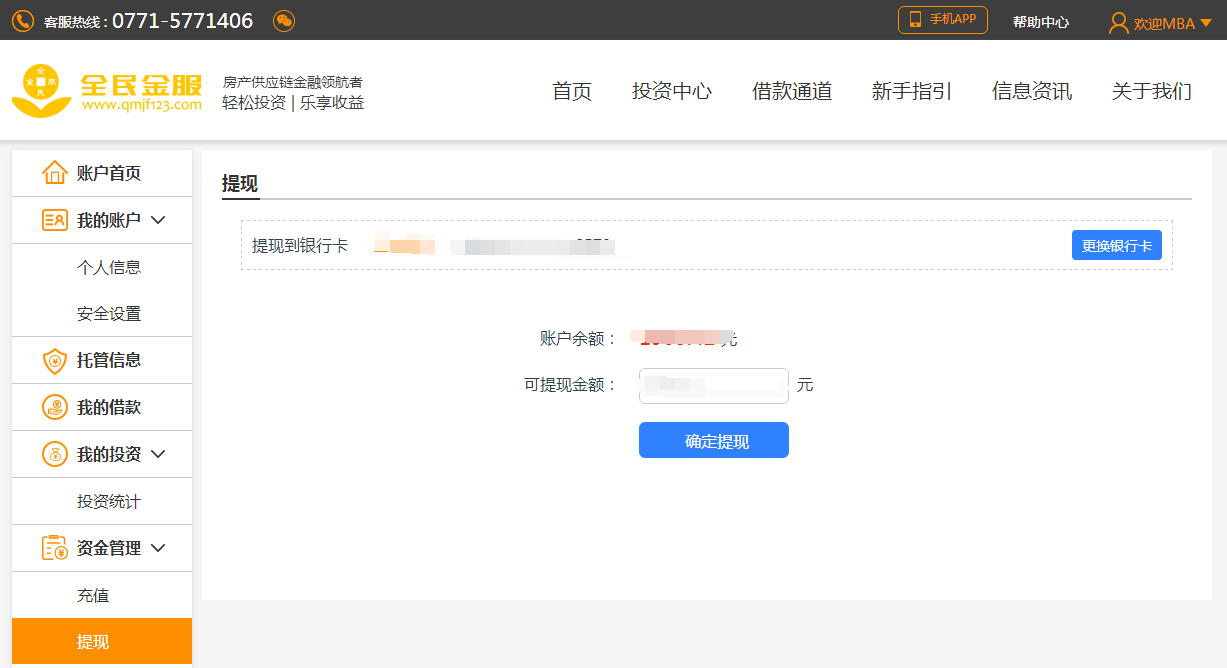 客服热线：0771-5771406
手机APP
帮助中心
欢迎MBA
全民金服
全民金服
www.qmjf123.com
房产供应链金融领航者
轻松投资 | 乐享收益
首页
投资中心
借款通道
新手指引
信息资讯
关于我们
账户首页
我的账户
个人信息
安全设置
托管信息
我的借款
我的投资
投资统计
资金管理
充值
提现
提现
提现到银行卡
更换银行卡
账户余额： 元
可提现金额： 元
确定提现